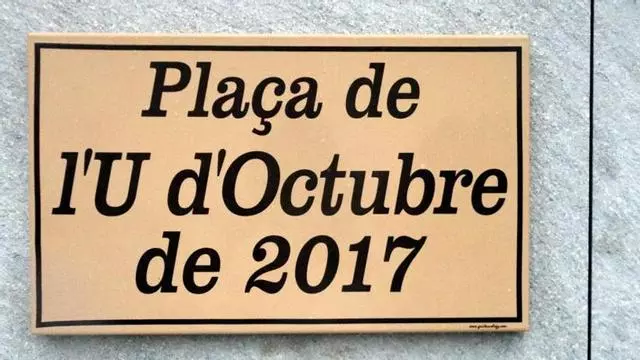 Plaça de
l'U d'Octubre
de 2017